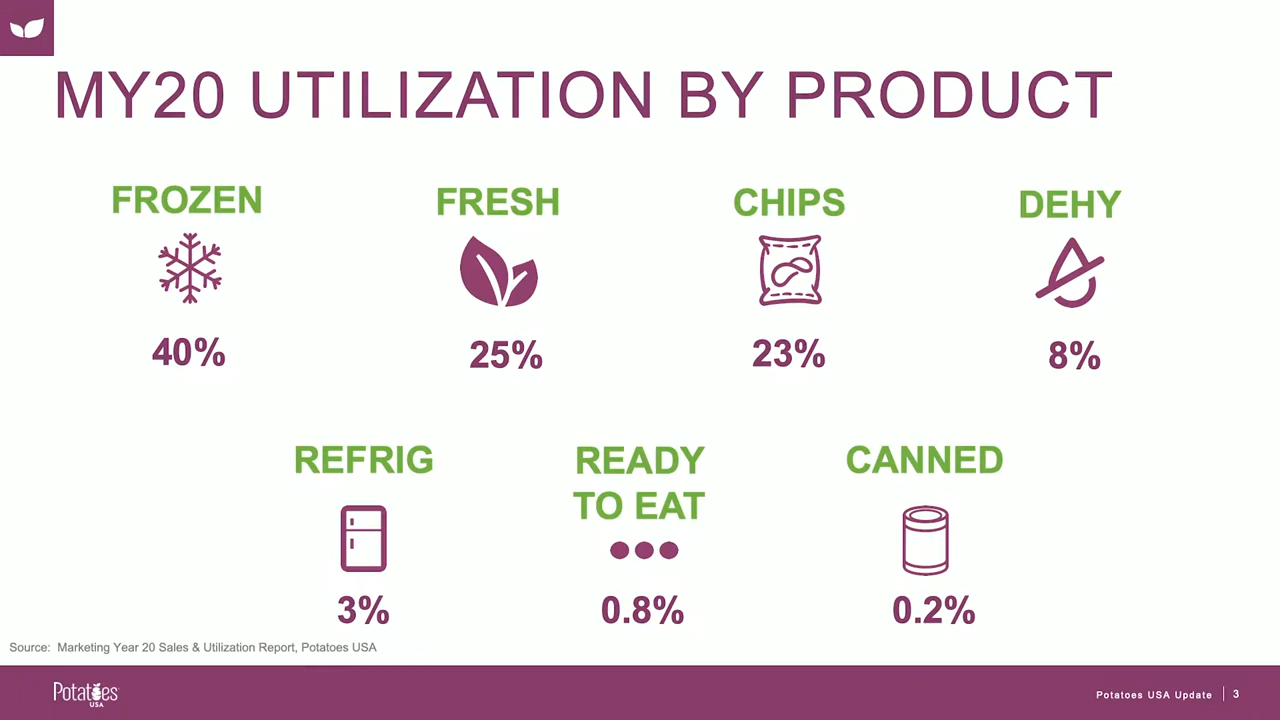 MY20 UTILIZATION BY PRODUCT
FROZEN
FRESH
CHIPS
DEHY
40%
25%
23%
8%
REFRIG
READY
TO EAT
CANNED
3%
0.8%
0.2%
Source: Marketing Year 20 Sales & Utilization Report, Potatoes USA
Potatoes
USA
Potatoes USA Update
3